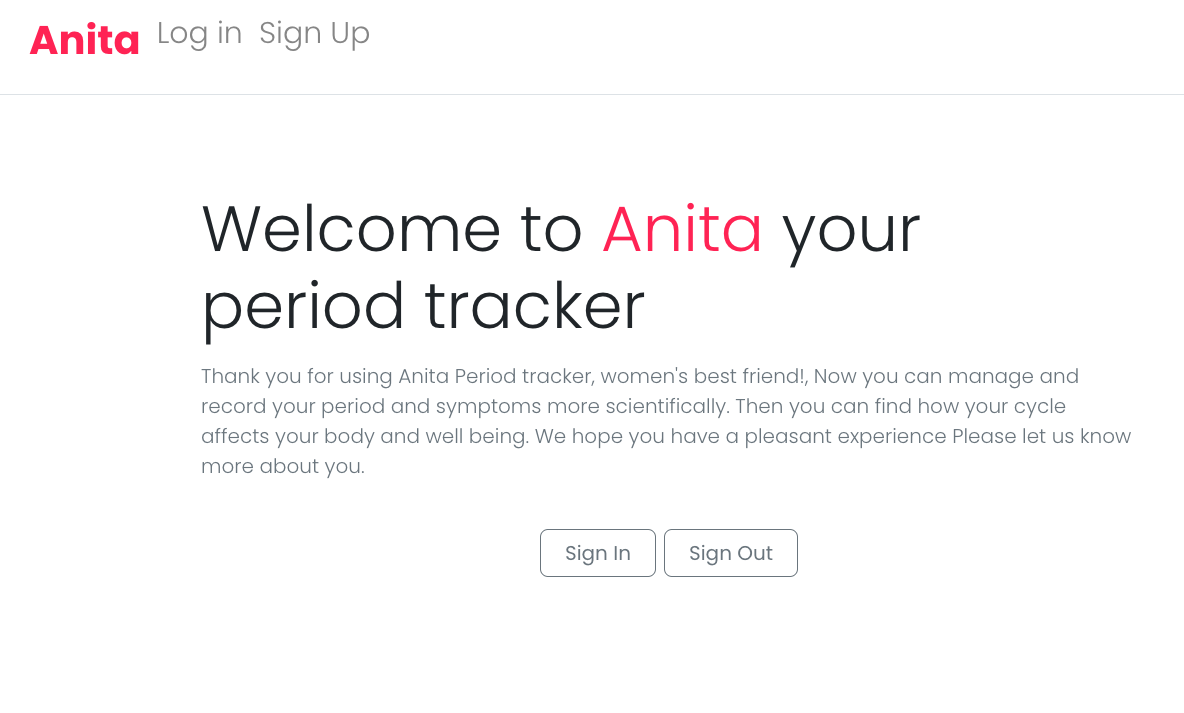 Anita Log in Sign Up
Welcome to Anita your
period tracker
Thank you for using Anita Period tracker, women's best friend!, Now you can manage and
record your period and symptoms more scientifically. Then you can find how your cycle
affects your body and well being. We hope you have a pleasant experience Please let us know
more about you.
Sign In Sign Out